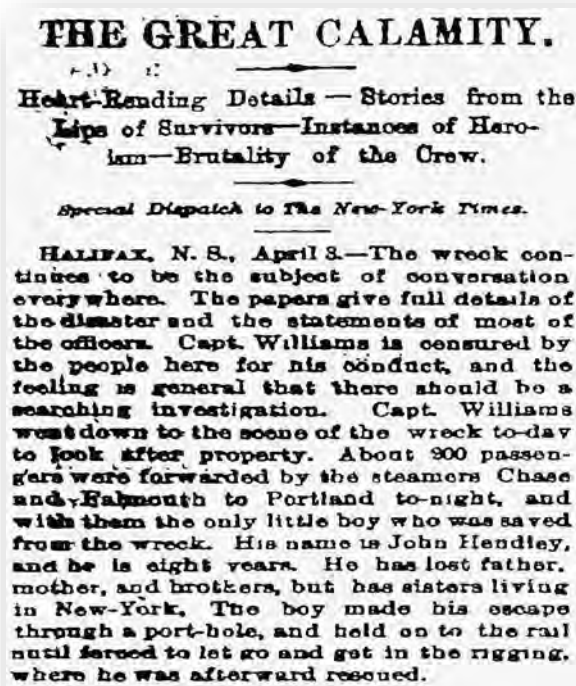 THE GREAT CALAMITY.
Heart-Rending Details — Stories from the
Lips of Survivors—Instances of Hero-
ism—Brutality of the Crew.
Special Dispatch to The New-York Times.
HALIFAX, N. S., April 3.—The wreck con-
tinues to be the subject of conversation
everywhere. The papers give full details of
the disaster and the statements of most of
the officers. Capt. Williams is censured by
the people here for his conduct, and the
feeling is general that there should be a
searching investigation. Capt. Williams
went down to the scene of the wreck to-day
to look after property. About 900 passen-
gers were forwarded by the steamers Chase
and Falmouth to Portland to-night, and
with them the only little boy who was saved
from the wreck. His name is John Hendley,
and he is eight years. He has lost father,
mother, and brothers, but has sisters living
in New-York. The boy made his escape
through a port-hole, and held on to the rail
until forced to let go and get in the rigging,
where he was afterward rescued.